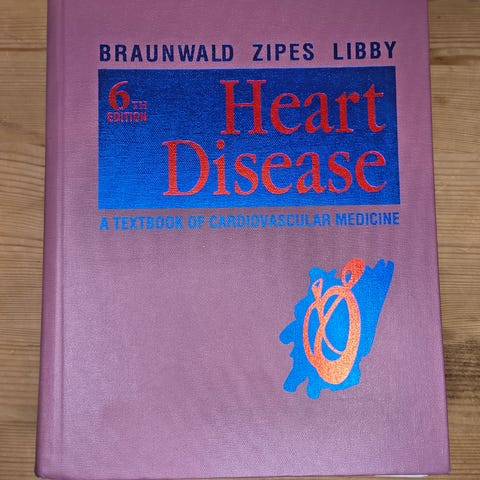 BRAUNWALD ZIPES LIBBY
6TH
EDITION
Heart
Disease
A TEXTBOOK OF CARDIOVASCULAR MEDICINE